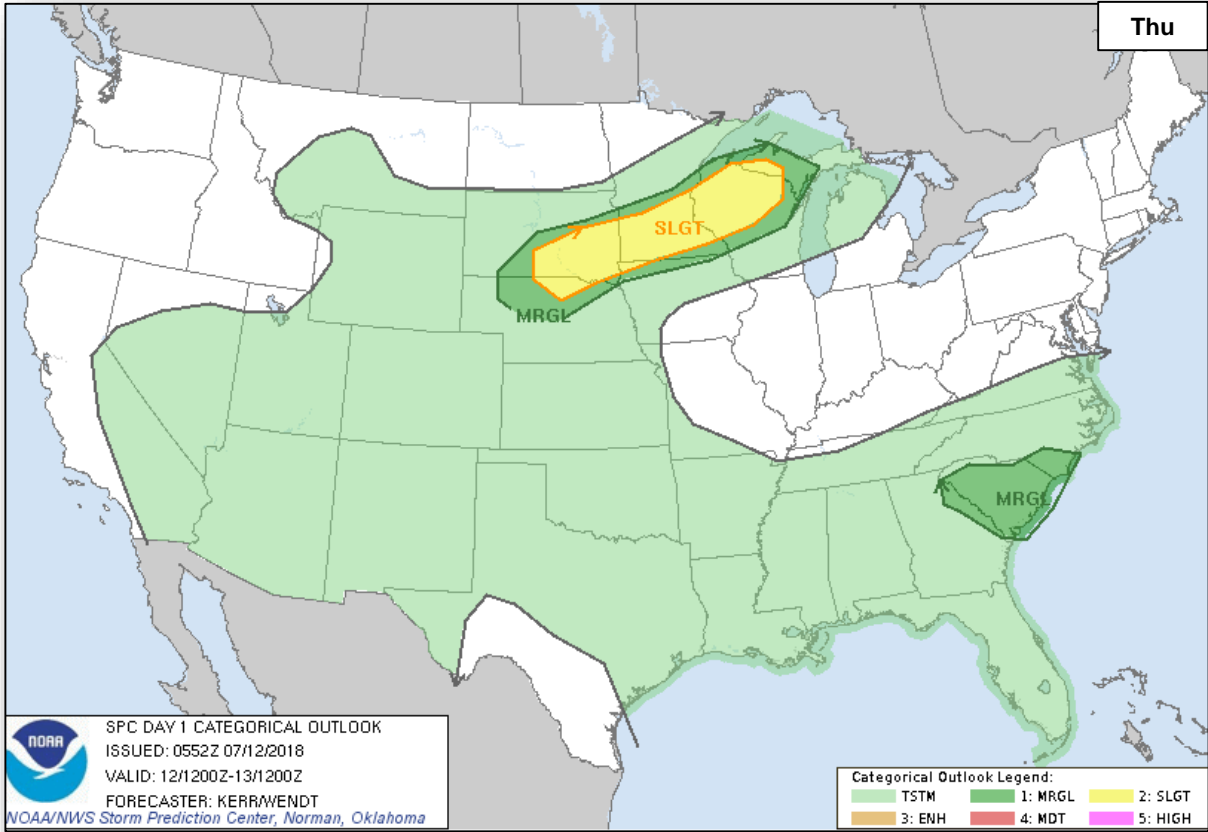 Thu
SLGT
MRGL
MRGL
NOAA
SPC DAY 1 CATEGORICAL OUTLOOK
ISSUED: 0552Z 07/12/2018
VALID: 12/1200Z-13/1200Z
FORECASTER: KERR/WENDT
NOAA/NWS Storm Prediction Center, Norman, Oklahoma
Categorical Outlook Legend:
TSTM 1: MRGL 2: SLGT
3: ENH 4: MDT 5: HIGH